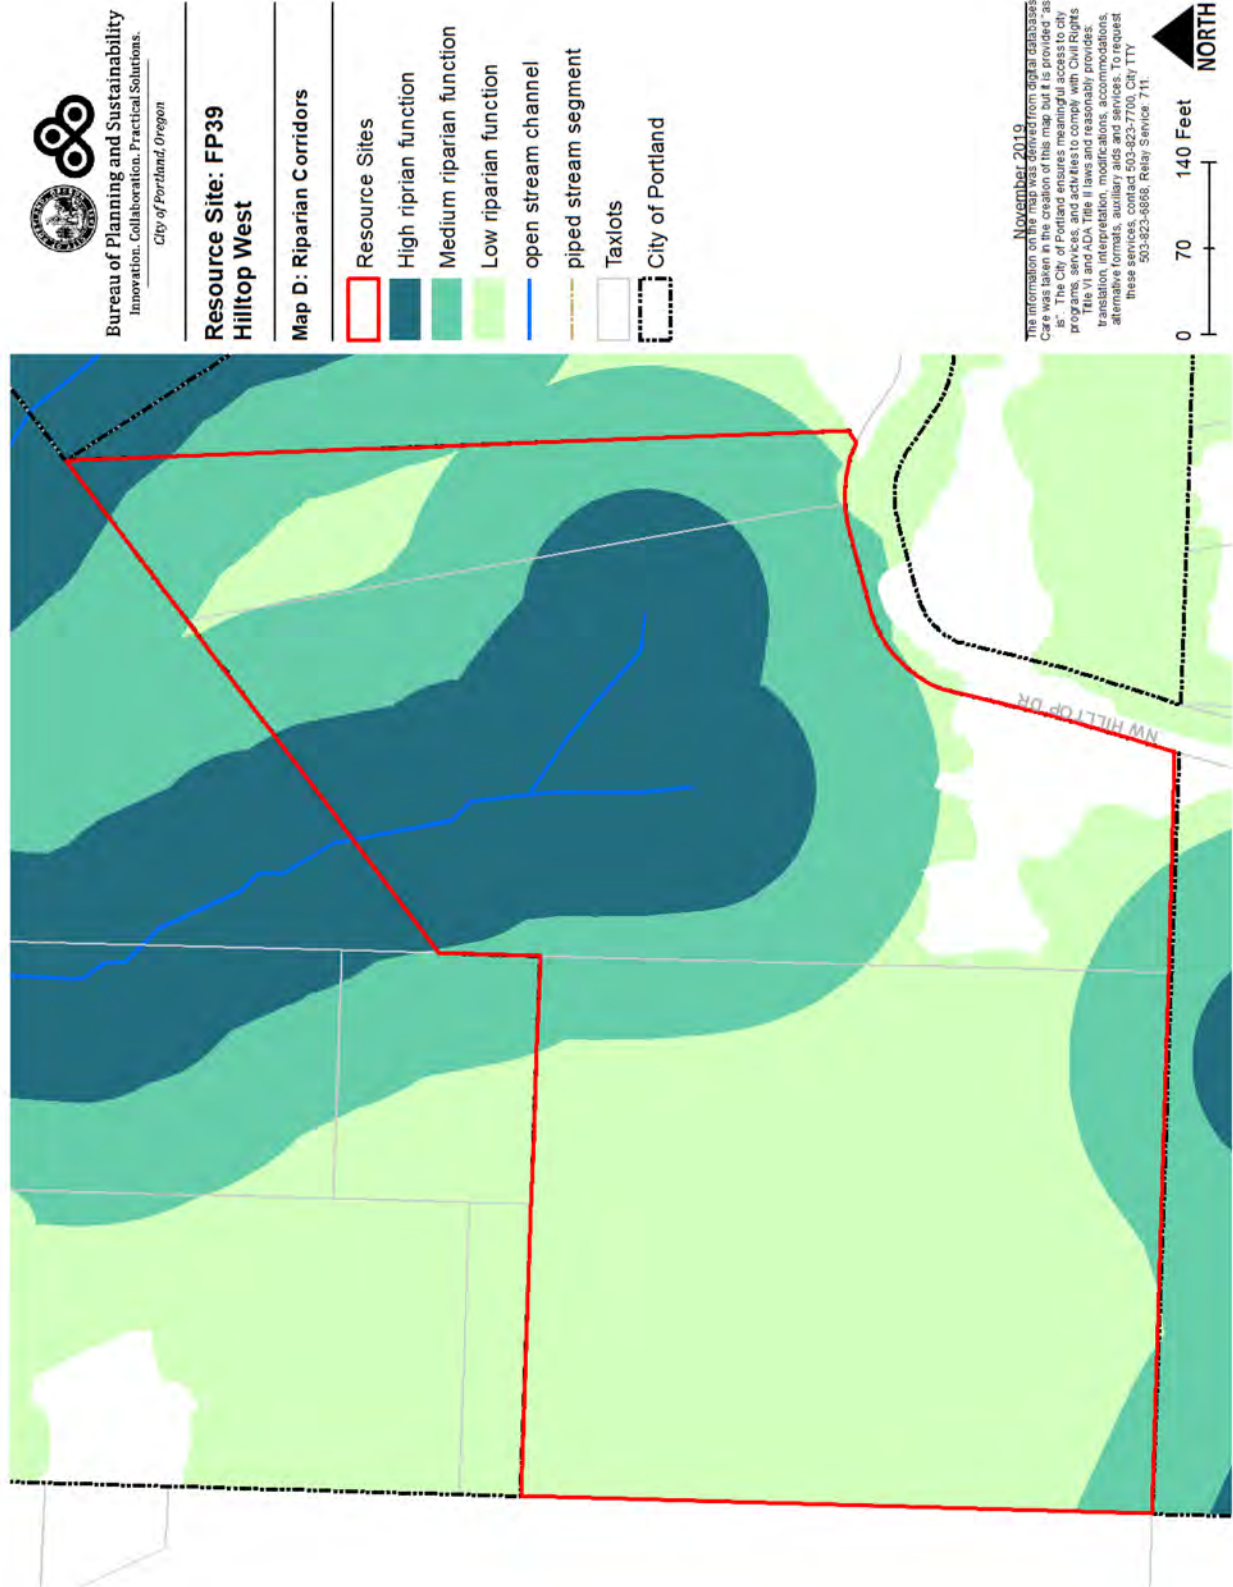 Bureau of Planning and Sustainability
Innovation. Collaboration. Practical Solutions.
City of Portland, Oregon
Resource Site: FP39
Hilltop West
Map D: Riparian Corridors
Resource Sites
High riprian function
Medium riparian function
Low riparian function
open stream channel
piped stream segment
Taxlots
City of Portland
November 2019
The information on the map was derived from digital databases
Care was taken in the creation of this map but it is provided "as
is". The City of Portland ensures meaningful access to city
programs, services, and activities to comply with Civil Rights
Title VI and ADA Title II laws and reasonably provides:
translation, interpretation, modifications, accommodations,
alternative formats, auxiliary aids and services. To request
these services, contact 503-823-7700, City TTY
503-823-6868, Relay Service: 711.
0 70 140 Feet
NORTH
NW HILLTOP DR